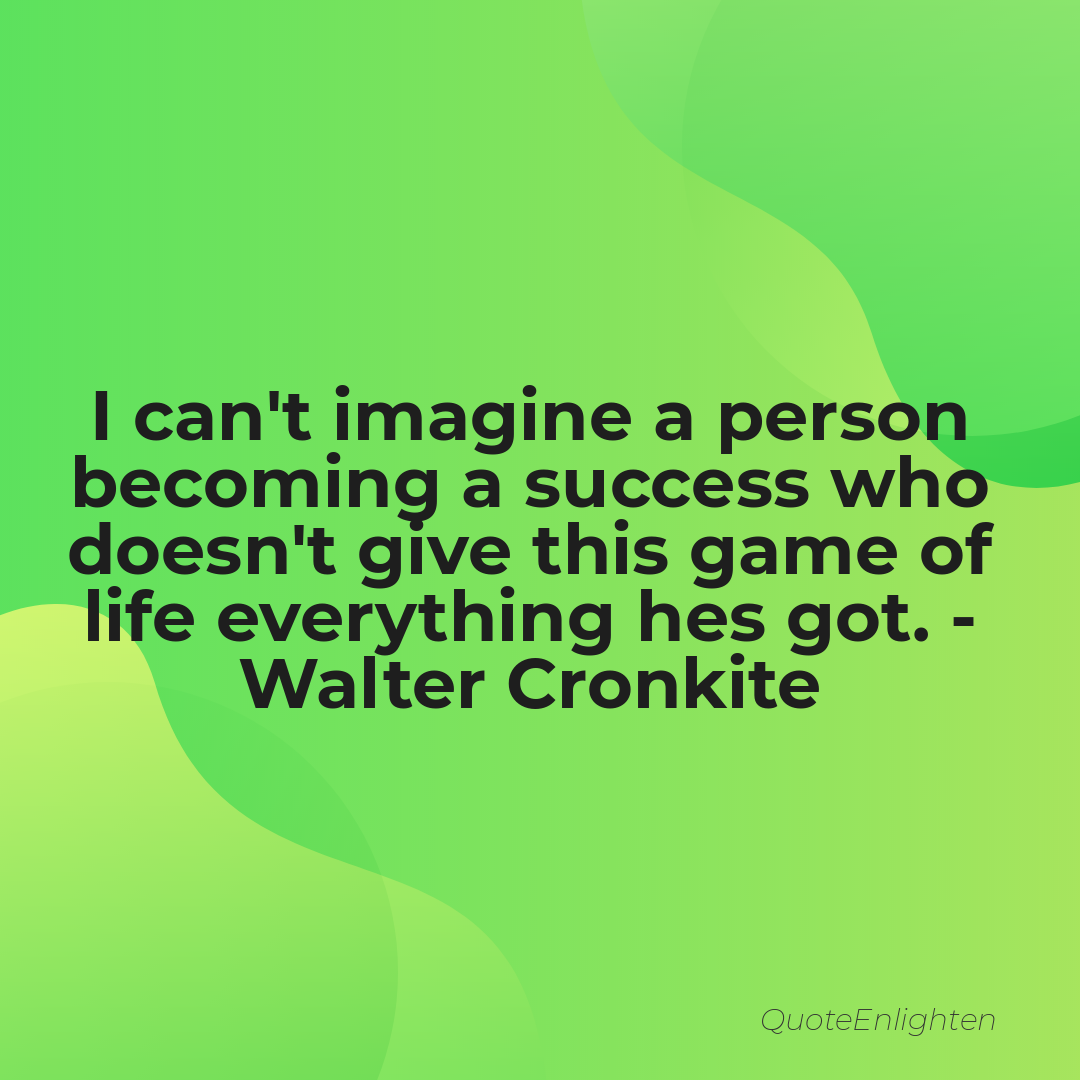 I can't imagine a person
becoming a success who
doesn't give this game of
life everything hes got. -
Walter Cronkite
QuoteEnlighten